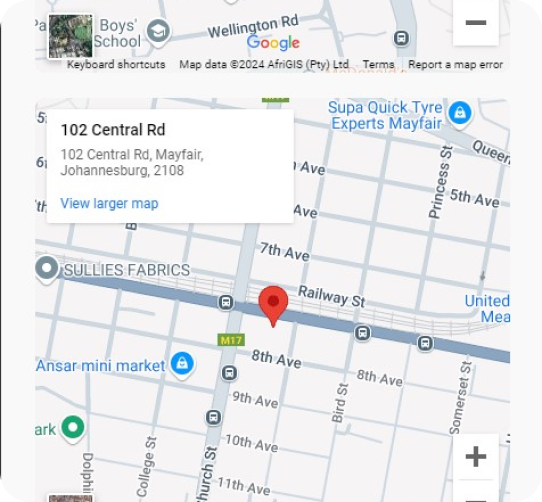 Pa
Boys'
School
Wellington Rd
Google
Keyboard shortcuts
Map data ©2024 AfriGIS (Pty) Ltd
Terms
Report a map error
102 Central Rd
102 Central Rd, Mayfair,
Johannesburg, 2108
View larger map
Supa Quick Tyre
Experts Mayfair
Queen
Princess St
Ave
5th Ave
Ave
7th Ave
SULLIES FABRICS
Railway St
United
Mea
M17
Ansar mini market
8th Ave
8th Ave
9th Ave
Bird St
Somerset St
ark
10th Ave
College St
Dolphi
hurch St
11th Ave